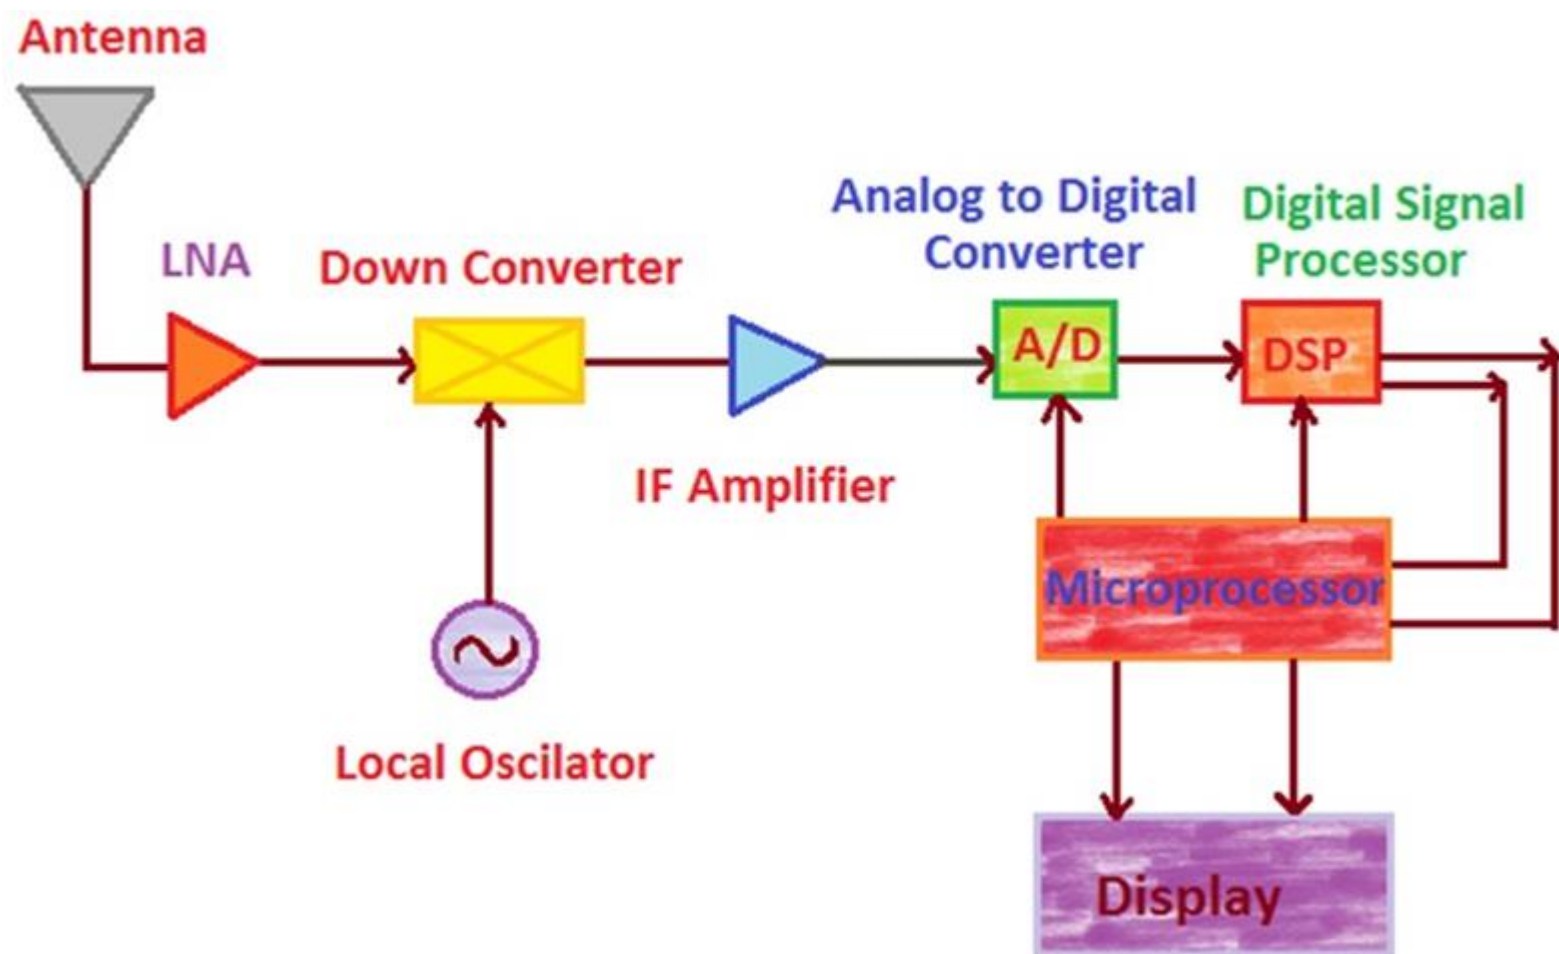 Antenna
LNA
Down Converter
Analog to Digital
Converter
Digital Signal
Processor
A/D
DSP
IF Amplifier
Microprocessor
Local Oscilator
Display